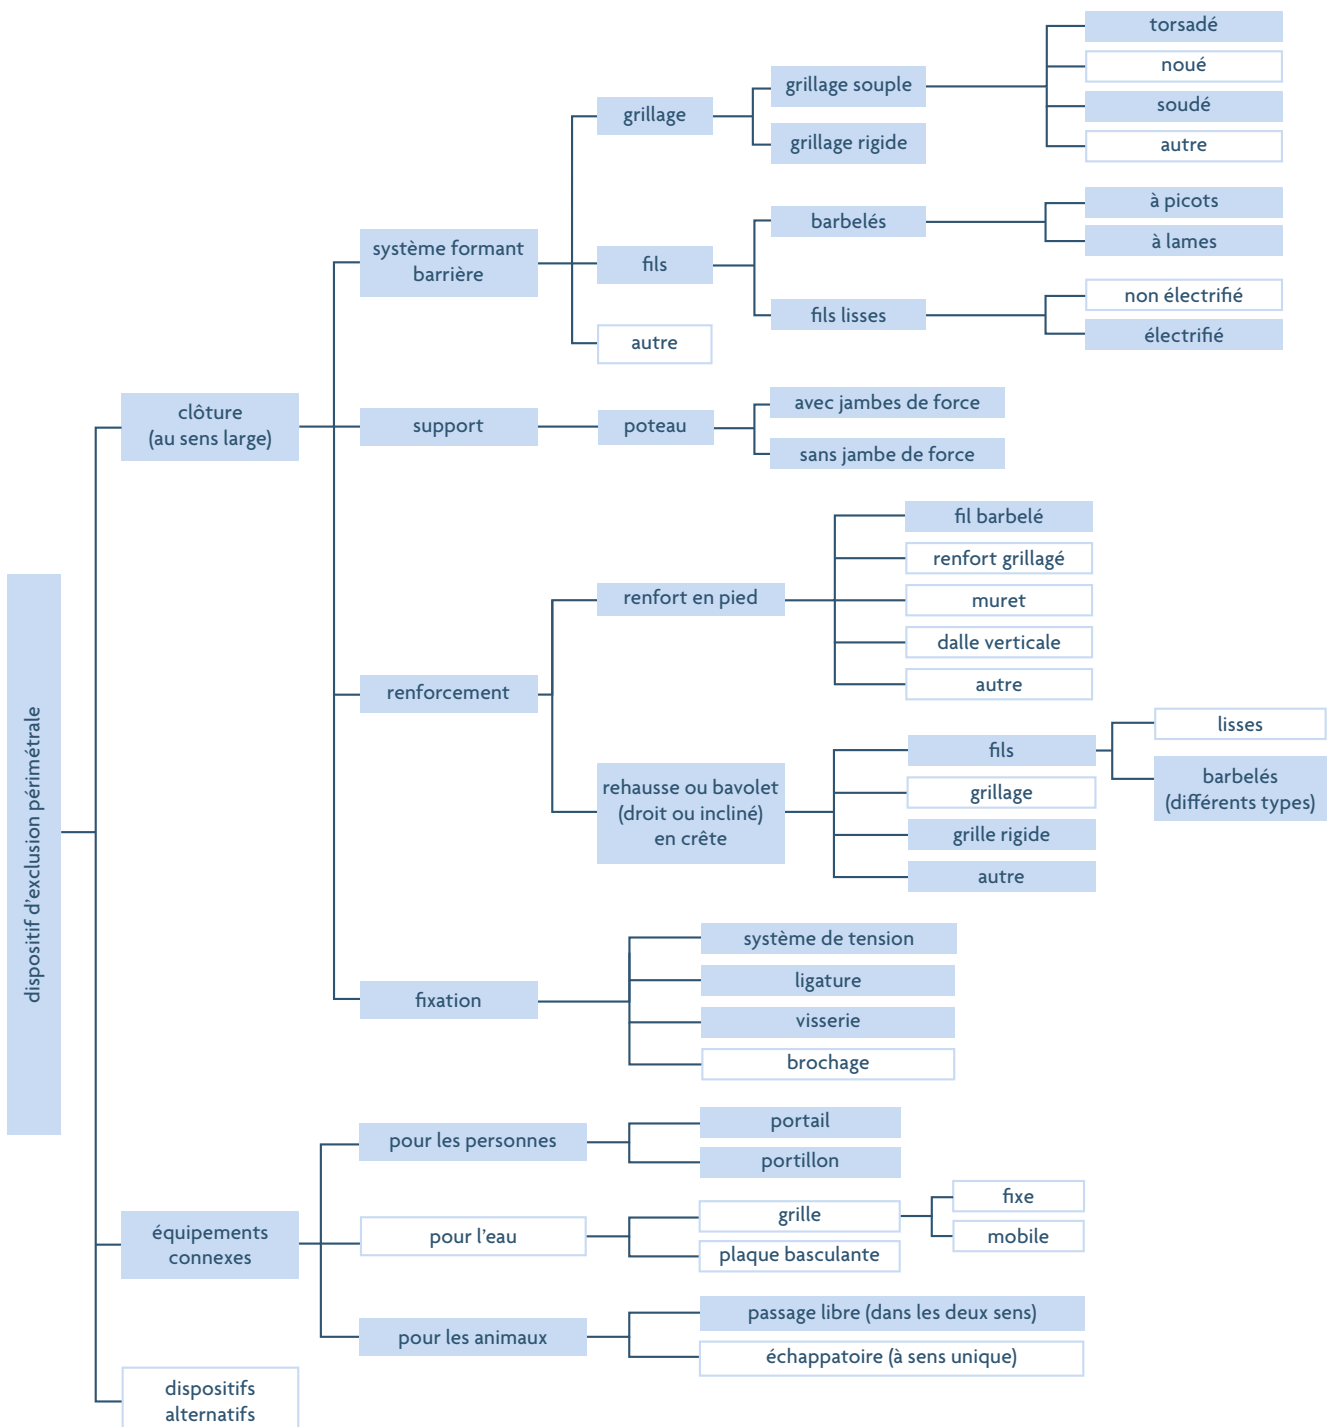 dispositif d'exclusion périmétrale
clôture
(au sens large)
système formant
barrière
grillage
grillage souple
torsadé
noué
soudé
autre
grillage rigide
fils
barbelés
à picots
à lames
fils lisses
non électrifié
électrifié
autre
support
poteau
avec jambes de force
sans jambe de force
renforcement
renfort en pied
fil barbelé
renfort grillagé
muret
dalle verticale
autre
rehausse ou bavolet
(droit ou incliné)
en crête
fils
lisses
barbelés
(différents types)
grillage
grille rigide
autre
fixation
système de tension
ligature
visserie
brochage
équipements
connexes
pour les personnes
portail
portillon
pour l'eau
grille
fixe
mobile
plaque basculante
pour les animaux
passage libre (dans les deux sens)
échappatoire (à sens unique)
dispositifs
alternatifs